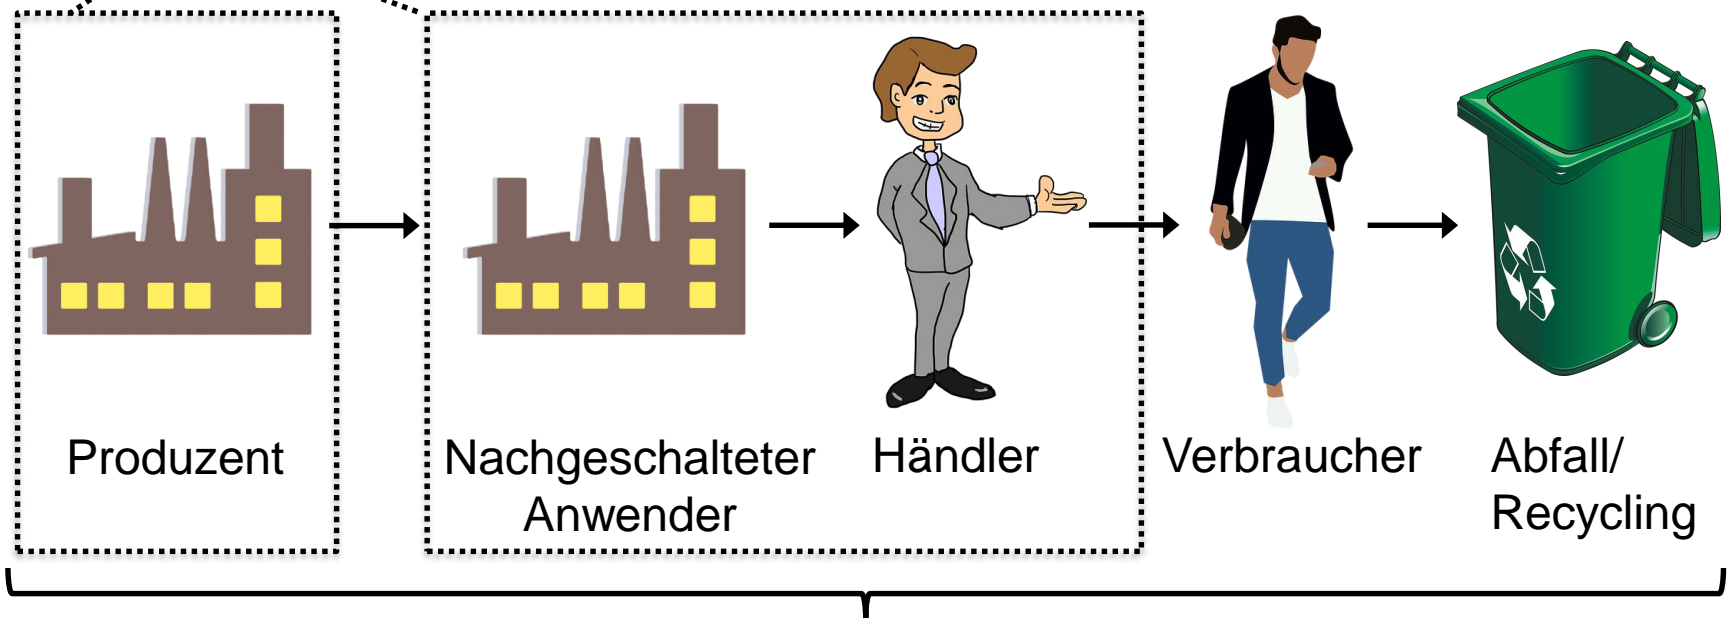 Produzent
Nachgeschalteter
Anwender
Händler
Verbraucher
Abfall/
Recycling